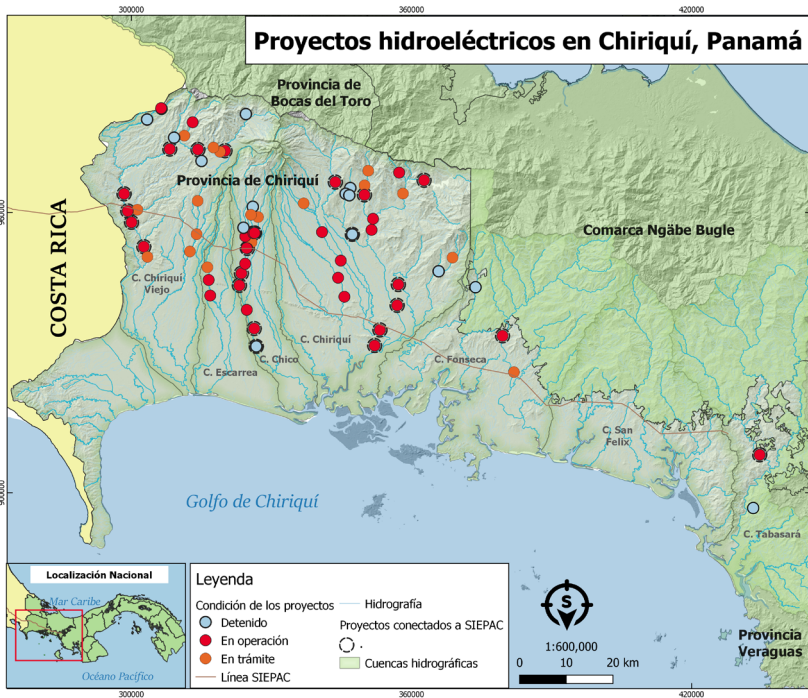 300000
360000
420000
Proyectos hidroeléctricos en Chiriquí, Panamá
Provincia de
Bocas del Toro
Provincia de Chiriquí
960000
COSTA RICA
Comarca Ngäbe Bugle
C. Chiriqui
Viejo
C. Chiriquí
C. Chico
C. Escarrea
C. Fonseca
C. San
Felix
900000
Golfo de Chiriquí
C. Tabasará
Localización Nacional
Mar Caribe
Océano Pacífico
Leyenda
Condición de los proyectos
Detenido
En operación
En trámite
Línea SIEPAC
Hidrografía
Proyectos conectados a SIEPAC
.
Cuencas hidrográficas
S
1:600,000
0 10 20 km
Provincia
Veraguas
300000
360000
420000